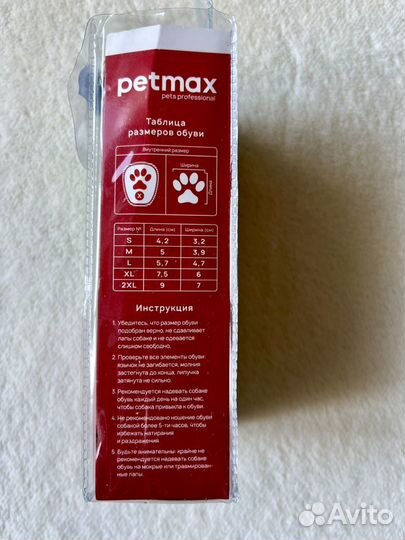 petmax
pets professional
Таблица
размеров обуви
Внутренний размер
Ширина
Длина
X
Размер № Длина (см) Ширина (см)
S 4,2 3,2
M 5 3,9
L 5,7 4,7
XL 7,5 6
2XL 9 7
Инструкция
1. Убедитесь, что размер обуви
подобран верно, не сдавливает
лапы собаке и не одевается
слишком свободно.
2. Проверьте все элементы обуви:
язычок не загибается, молния
застегнута до конца, липучка
затянута не сильно.
3. Рекомендуется надевать собаке
обувь каждый день на один час,
чтобы собака привыкла к обуви.
4. Не рекомендовано ношение обуви
собакой более 5-ти часов, чтобы
избежать натирания
и раздражения.
5. Будьте внимательны: крайне не
рекомендуется надевать собаке
обувь на мокрые или травмирован-
ные лапы.
Avito